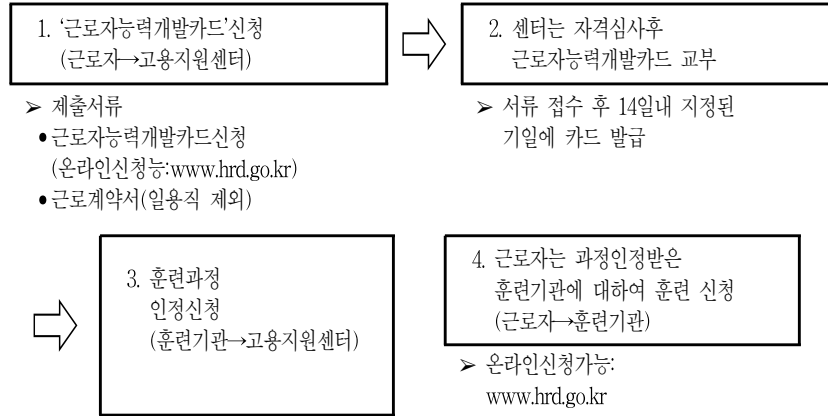 1. ‘근로자능력개발카드’신청
(근로자→고용지원센터)
2. 센터는 자격심사후
근로자능력개발카드 교부
➢ 제출서류
●근로자능력개발카드신청
(온라인신청능:www.hrd.go.kr)
●근로계약서(일용직 제외)
➢ 서류 접수 후 14일내 지정된
기일에 카드 발급
3. 훈련과정
인정신청
(훈련기관→고용지원센터)
4. 근로자는 과정인정받은
훈련기관에 대하여 훈련 신청
(근로자→훈련기관)
➢ 온라인신청가능:
www.hrd.go.kr